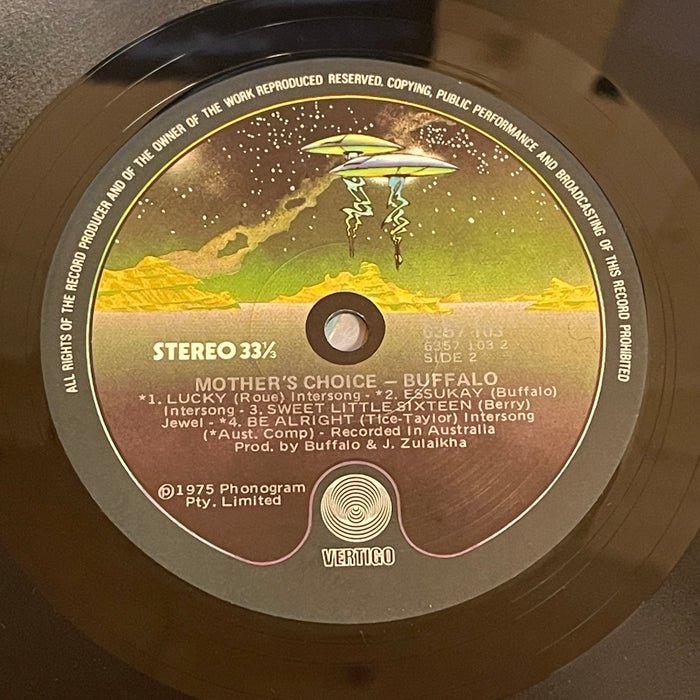 ALL RIGHTS OF THE RECORD PRODUCER AND OF THE OWNER OF THE WORK REPRODUCED RESERVED. COPYING, PUBLIC PERFORMANCE AND BROADCASTING OF THIS RECORD PROHIBITED
STEREO 33⅓
6357 103
6357 103 2
SIDE 2
MOTHER'S CHOICE — BUFFALO
*1. LUCKY (Roue) Intersong - *2. ESSUKAY (Buffalo)
Intersong - 3. SWEET LITTLE SIXTEEN (Berry)
Jewel - *4. BE ALRIGHT (Tice-Taylor) Intersong
(*Aust. Comp) - Recorded In Australia
Prod. by Buffalo & J. Zulaikha
℗1975 Phonogram
Pty. Limited
VERTIGO